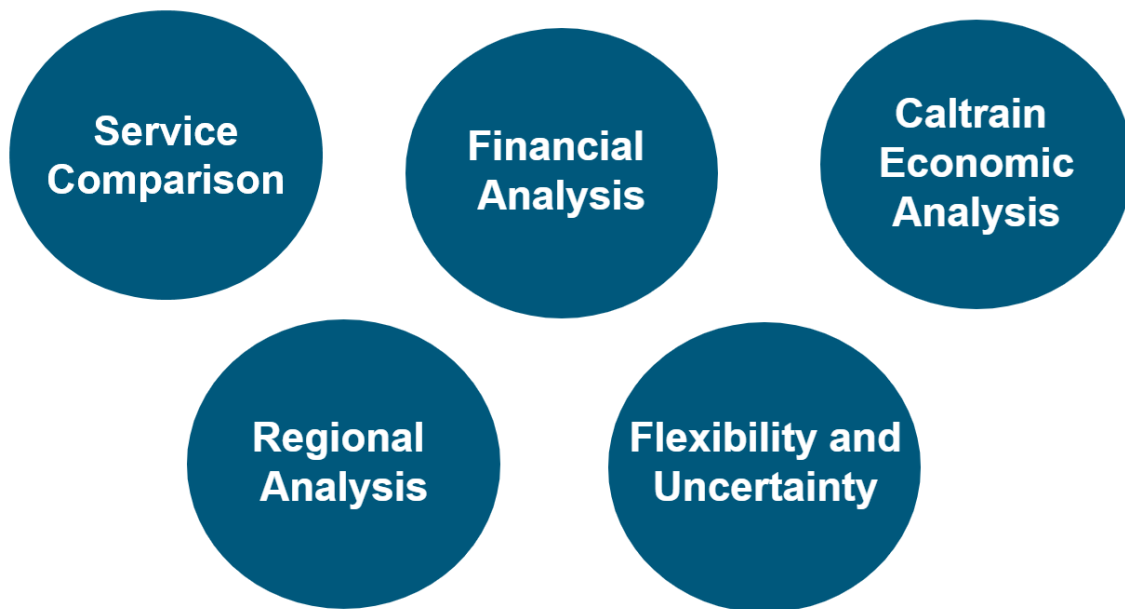 Service
Comparison
Financial
Analysis
Caltrain
Economic
Analysis
Regional
Analysis
Flexibility and
Uncertainty